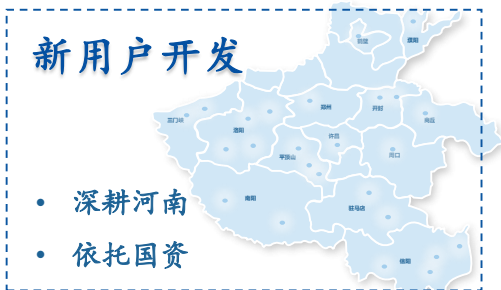 新用户开发
濮阳
郑州
开封
商丘
三门峡
洛阳
许昌
平顶山
周口
南阳
驻马店
信阳
• 深耕河南
• 依托国资